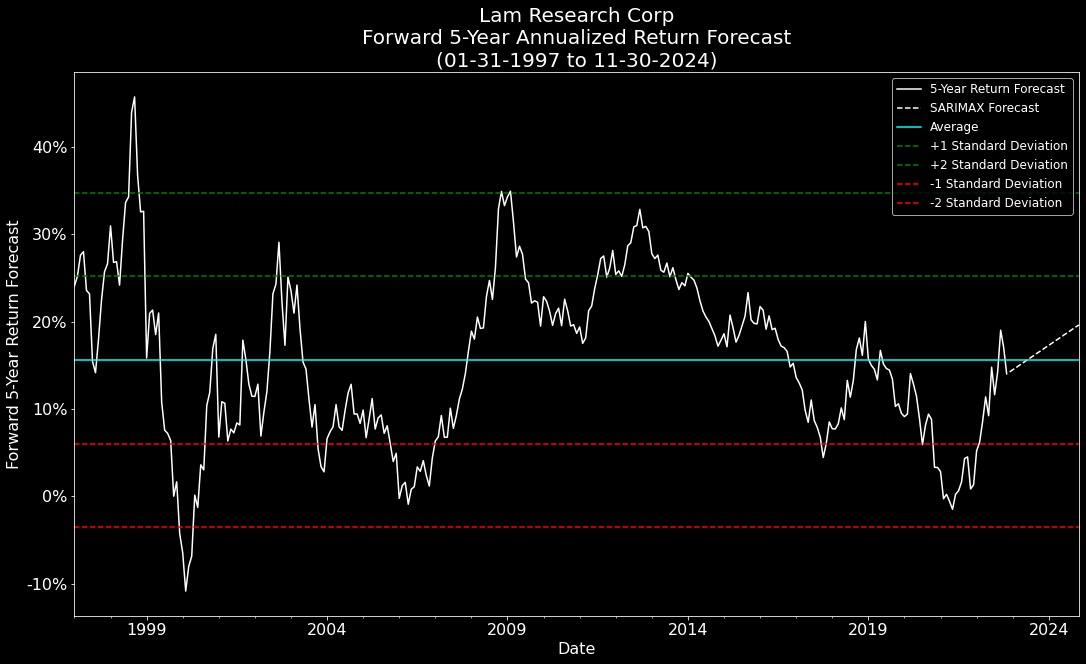 Lam Research Corp
Forward 5-Year Annualized Return Forecast
(01-31-1997 to 11-30-2024)
5-Year Return Forecast
SARIMAX Forecast
Average
+1 Standard Deviation
+2 Standard Deviation
-1 Standard Deviation
-2 Standard Deviation
Forward 5-Year Return Forecast
40%
30%
20%
10%
0%
-10%
1999 2004 2009 2014 2019 2024
Date